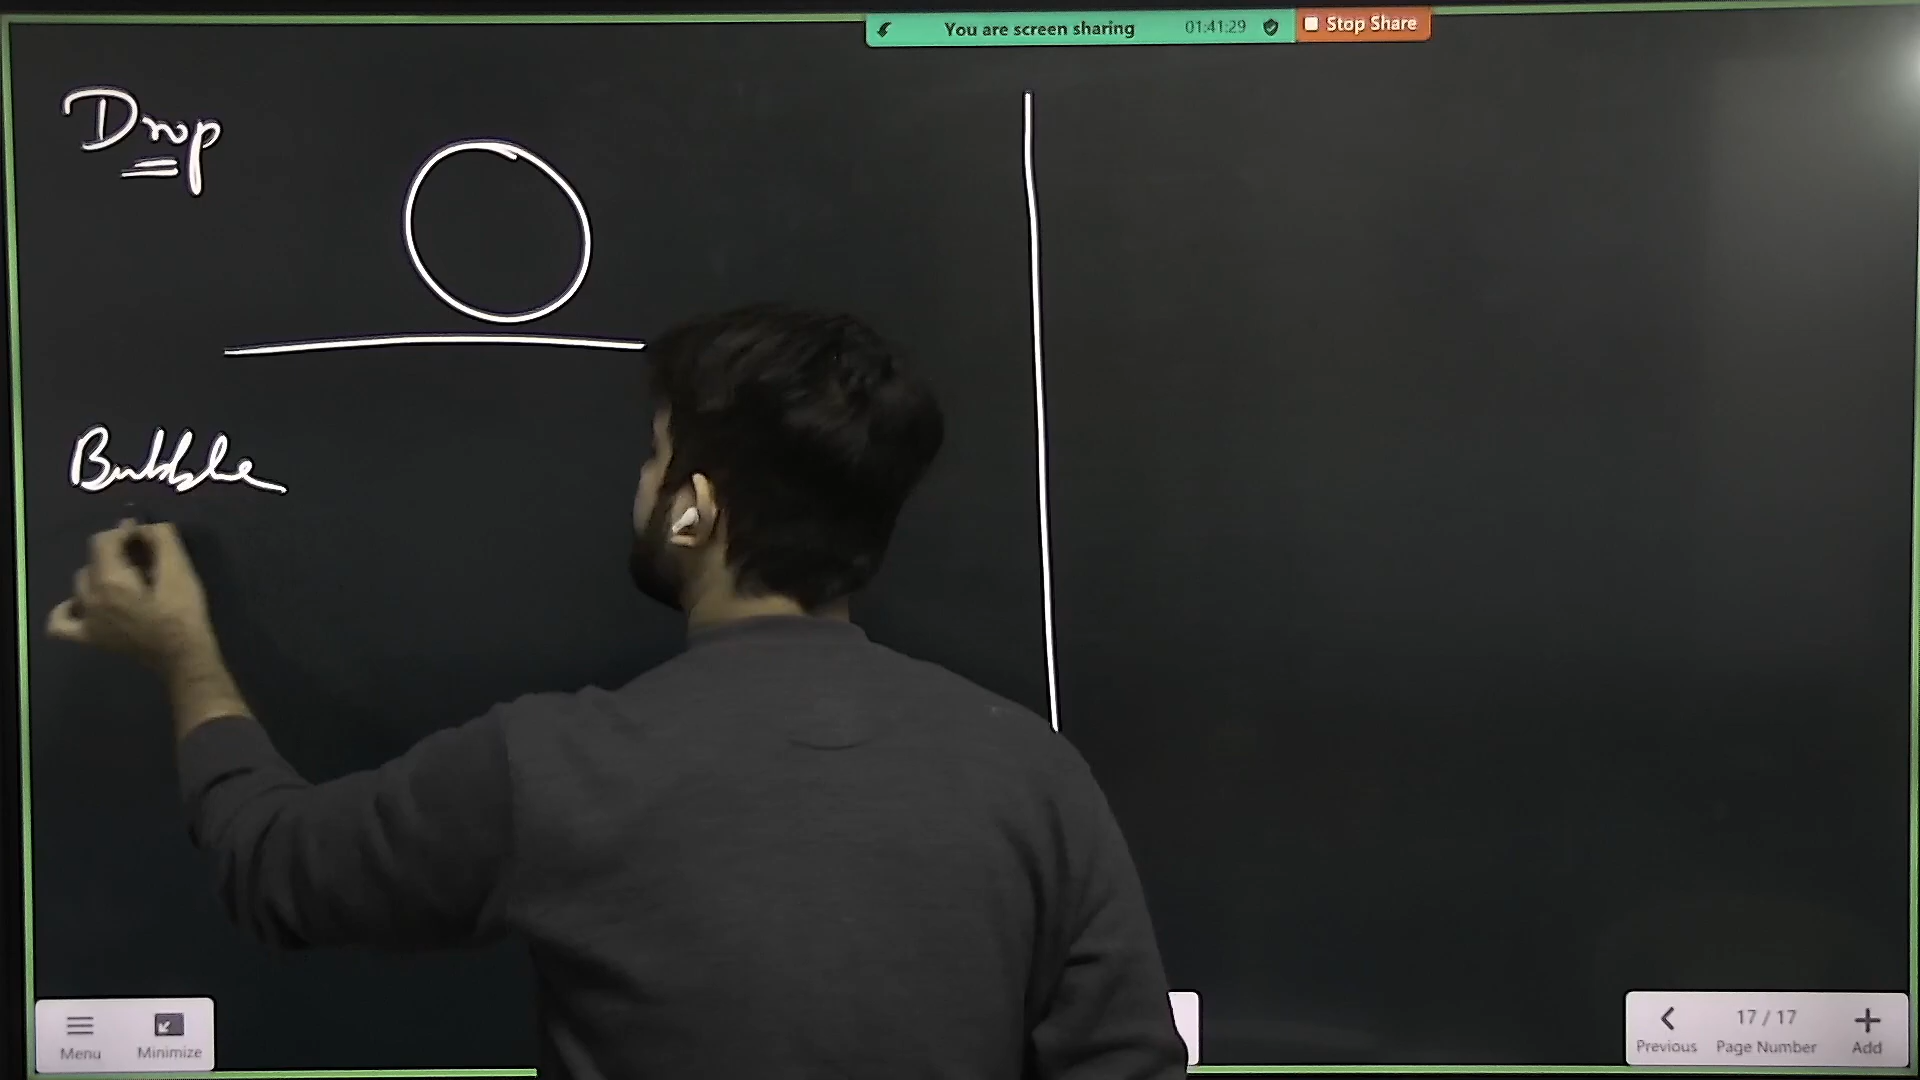 You are screen sharing 01:41:29 Stop Share
Drop
Bubble
Menu Minimize
17 / 17
Previous Page Number Add